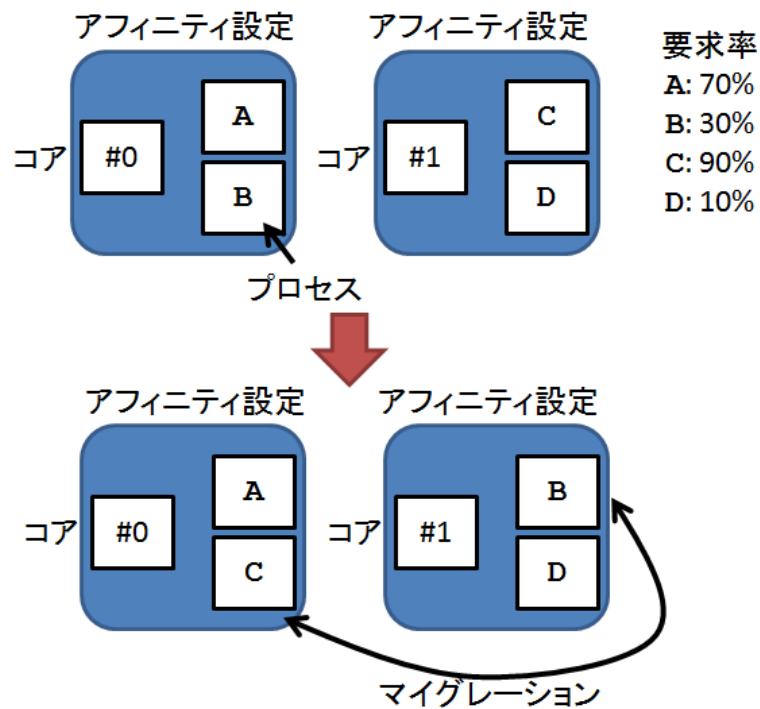 アフィニティ設定
アフィニティ設定
要求率
A: 70%
B: 30%
C: 90%
D: 10%
コア
#0
A
B
コア
#1
C
D
プロセス
アフィニティ設定
アフィニティ設定
コア
#0
A
C
コア
#1
B
D
マイグレーション